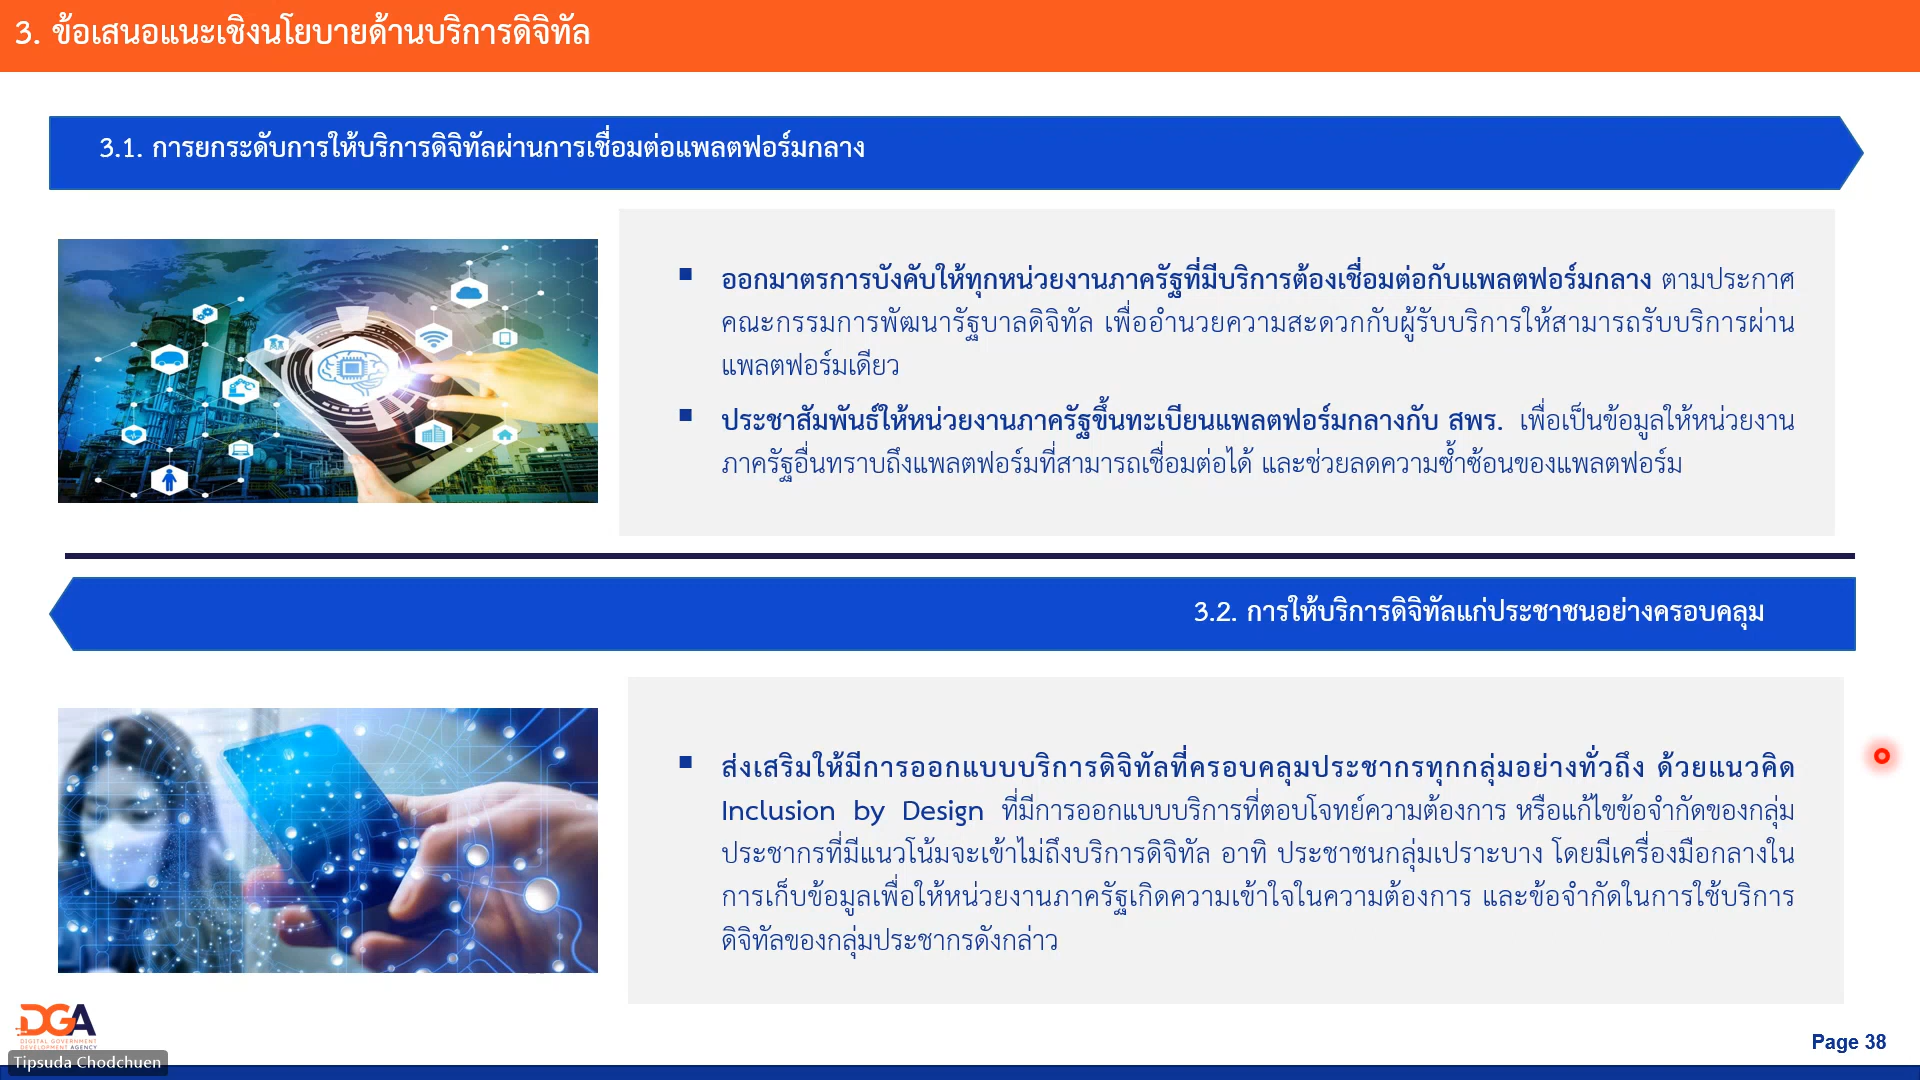 3. ข้อเสนอแนะเชิงนโยบายด้านบริการดิจิทัล
3.1. การยกระดับการให้บริการดิจิทัลผ่านการเชื่อมต่อแพลตฟอร์มกลาง
ออกมาตรการบังคับให้ทุกหน่วยงานภาครัฐที่มีบริการต้องเชื่อมต่อกับแพลตฟอร์มกลาง ตามประกาศ
คณะกรรมการพัฒนารัฐบาลดิจิทัล เพื่ออำนวยความสะดวกกับผู้รับบริการให้สามารถรับบริการผ่าน
แพลตฟอร์มเดียว
ประชาสัมพันธ์ให้หน่วยงานภาครัฐขึ้นทะเบียนแพลตฟอร์มกลางกับ สพร. เพื่อเป็นข้อมูลให้หน่วยงาน
ภาครัฐอื่นทราบถึงแพลตฟอร์มที่สามารถเชื่อมต่อได้ และช่วยลดความซ้ำซ้อนของแพลตฟอร์ม
3.2. การให้บริการดิจิทัลแก่ประชาชนอย่างครอบคลุม
ส่งเสริมให้มีการออกแบบบริการดิจิทัลที่ครอบคลุมประชากรทุกกลุ่มอย่างทั่วถึง ด้วยแนวคิด
Inclusion by Design ที่มีการออกแบบบริการที่ตอบโจทย์ความต้องการ หรือแก้ไขข้อจำกัดของกลุ่ม
ประชากรที่มีแนวโน้มจะเข้าไม่ถึงบริการดิจิทัล อาทิ ประชาชนกลุ่มเปราะบาง โดยมีเครื่องมือกลางใน
การเก็บข้อมูลเพื่อให้หน่วยงานภาครัฐเกิดความเข้าใจในความต้องการ และข้อจำกัดในการใช้บริการ
ดิจิทัลของกลุ่มประชากรดังกล่าว
DGA
DIGITAL GOVERNMENT
DEVELOPMENT AGENCY
Tipsuda Chodchuen
Page 38